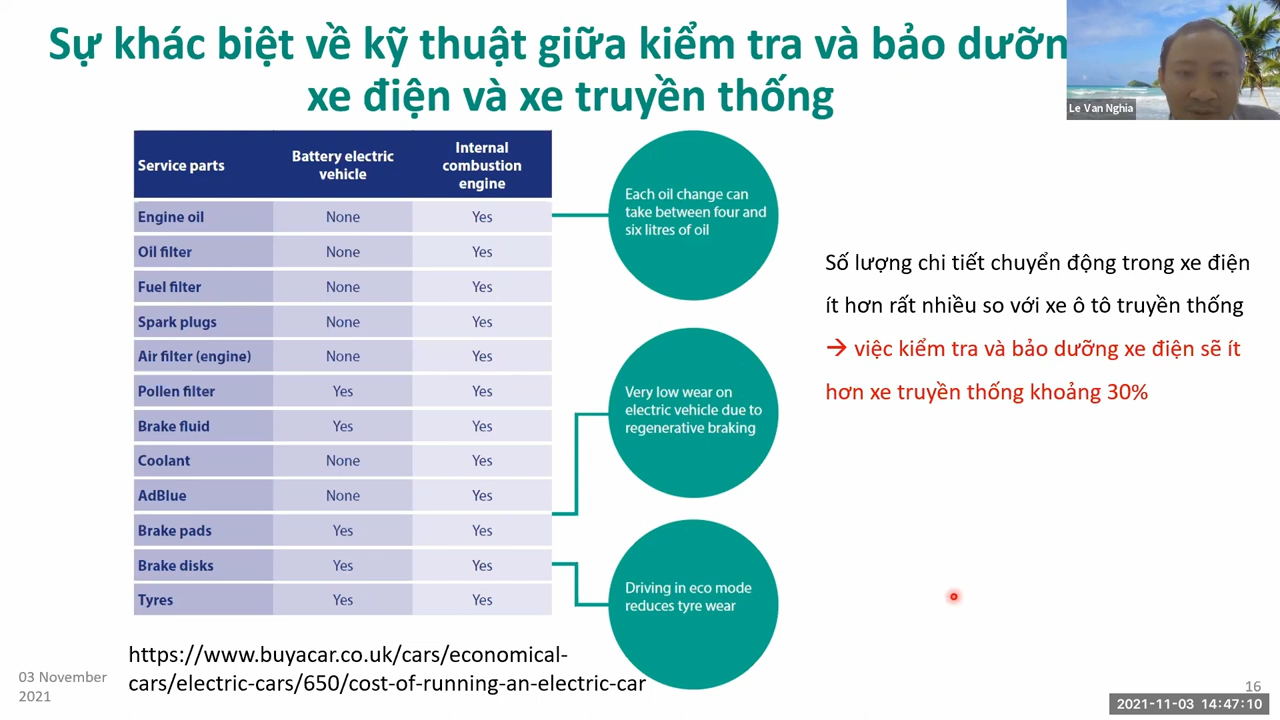 Sự khác biệt về kỹ thuật giữa kiểm tra và bảo dưỡn
xe điện và xe truyền thống
Le Van Nghia
Service parts Battery electric vehicle Internal combustion engine
Engine oil None Yes
Oil filter None Yes
Fuel filter None Yes
Spark plugs None Yes
Air filter (engine) None Yes
Pollen filter Yes Yes
Brake fluid Yes Yes
Coolant None Yes
AdBlue None Yes
Brake pads Yes Yes
Brake disks Yes Yes
Tyres Yes Yes
Each oil change can
take between four and
six litres of oil
Very low wear on
electric vehicle due to
regenerative braking
Driving in eco mode
reduces tyre wear
Số lượng chi tiết chuyển động trong xe điện
ít hơn rất nhiều so với xe ô tô truyền thống
→ việc kiểm tra và bảo dưỡng xe điện sẽ ít
hơn xe truyền thống khoảng 30%
https://www.buyacar.co.uk/cars/economical-
cars/electric-cars/650/cost-of-running-an-electric-car
03 November
2021
16
2021-11-03 14:47:10